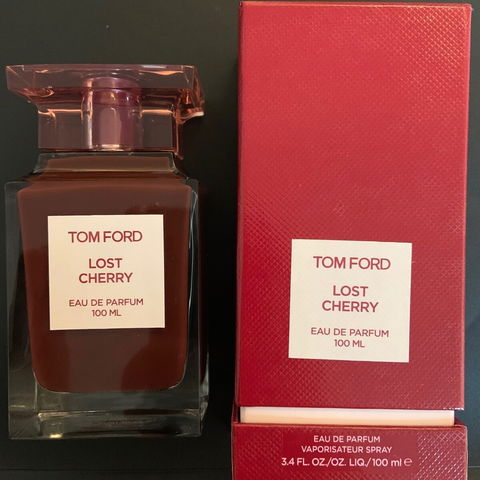 TOM FORD
LOST
CHERRY
EAU DE PARFUM
100 ML
TOM FORD
LOST
CHERRY
EAU DE PARFUM
100 ML
EAU DE PARFUM
VAPORISATEUR SPRAY
3.4 FL. OZ./OZ. LIQ./100 ml ℮